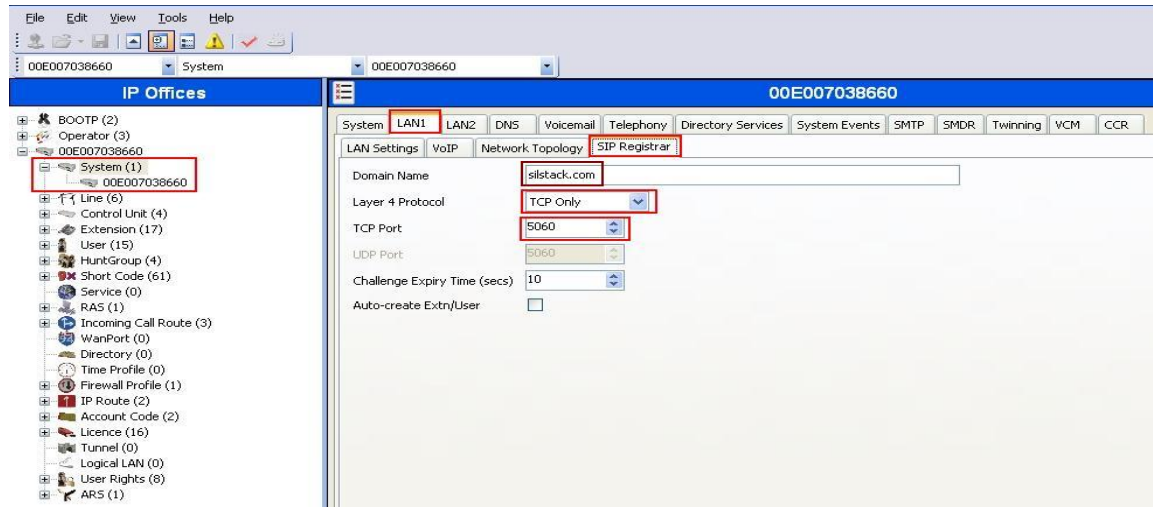 File Edit View Tools Help
00E007038660 System 00E007038660
IP Offices
BOOTP (2)
Operator (3)
00E007038660
System (1)
00E007038660
Line (6)
Control Unit (4)
Extension (17)
User (15)
HuntGroup (4)
Short Code (61)
Service (0)
RAS (1)
Incoming Call Route (3)
WanPort (0)
Directory (0)
Time Profile (0)
Firewall Profile (1)
IP Route (2)
Account Code (2)
Licence (16)
Tunnel (0)
Logical LAN (0)
User Rights (8)
ARS (1)
00E007038660
System LAN1 LAN2 DNS Voicemail Telephony Directory Services System Events SMTP SMDR Twinning VCM CCR
LAN Settings VoIP Network Topology SIP Registrar
Domain Name silstack.com
Layer 4 Protocol TCP Only
TCP Port 5060
UDP Port 5060
Challenge Expiry Time (secs) 10
Auto-create Extn/User